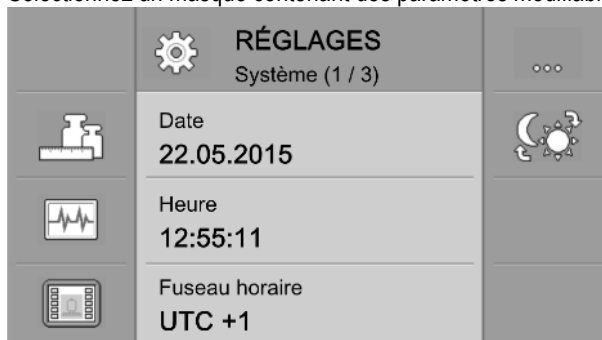 RÉGLAGES
Système (1 / 3)
Date
22.05.2015
Heure
12:55:11
Fuseau horaire
UTC +1